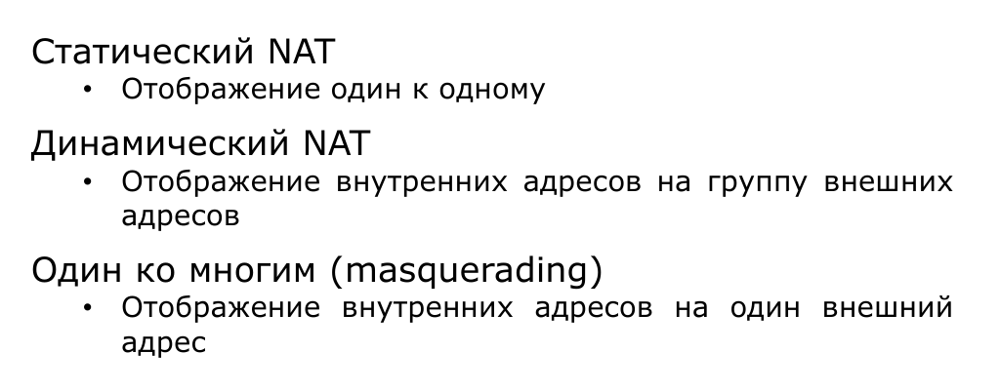 Статический NAT
• Отображение один к одному
Динамический NAT
• Отображение внутренних адресов на группу внешних
адресов
Один ко многим (masquerading)
• Отображение внутренних адресов на один внешний
адрес